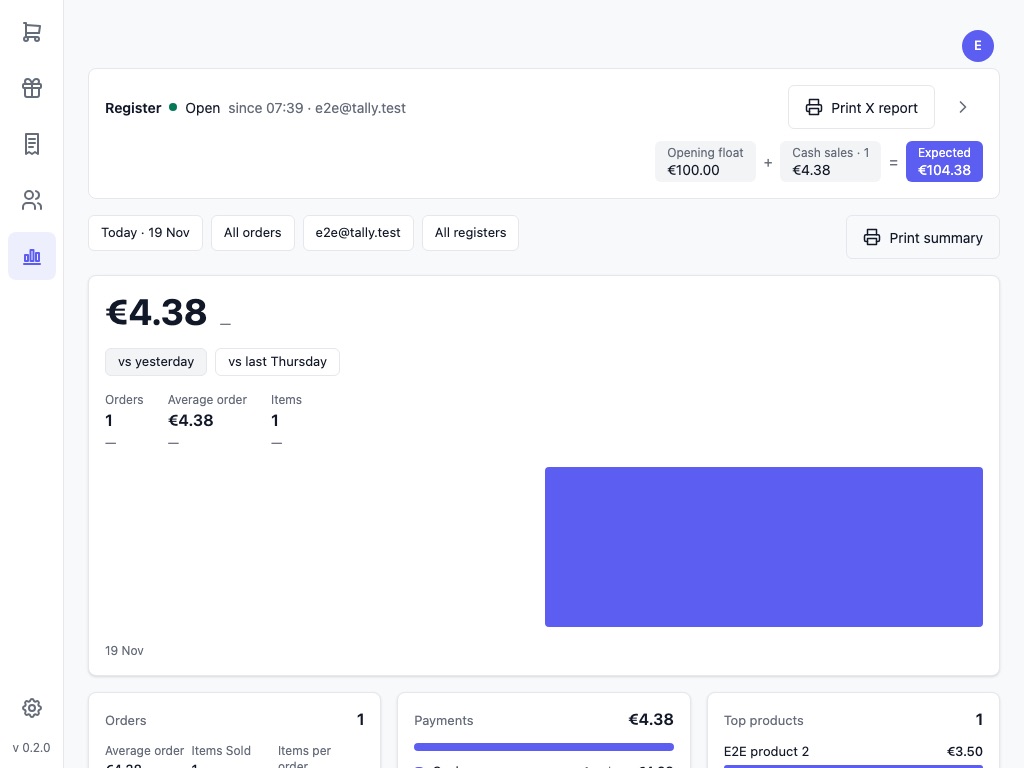 E
Register Open since 07:39 · e2e@tally.test
Print X report
Opening float
€100.00
+
Cash sales · 1
€4.38
=
Expected
€104.38
Today · 19 Nov
All orders
e2e@tally.test
All registers
Print summary
€4.38 –
vs yesterday
vs last Thursday
Orders
1
—
Average order
€4.38
—
Items
1
—
19 Nov
Orders 1
Average order
Items Sold
Items per
order
Payments €4.38
Top products 1
E2E product 2 €3.50
v 0.2.0